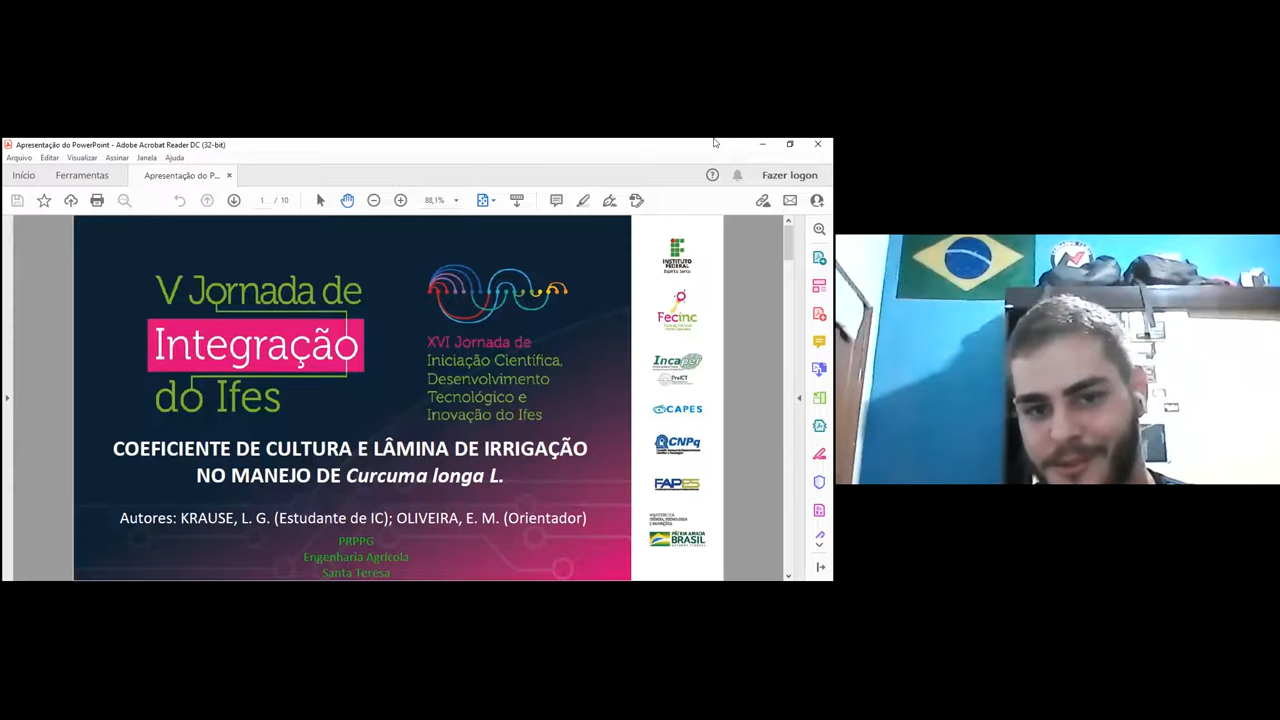 Apresentação do PowerPoint - Adobe Acrobat Reader DC (32-bit)
Arquivo Editar Visualizar Assinar Janela Ajuda
Início Ferramentas Apresentação do P... Fazer logon
1 / 10 88,1%
V Jornada de
Integração
do Ifes
XVI Jornada de
Iniciação Científica,
Desenvolvimento
Tecnológico e
Inovação do Ifes
COEFICIENTE DE CULTURA E LÂMINA DE IRRIGAÇÃO
NO MANEJO DE Curcuma longa L.
Autores: KRAUSE, L. G. (Estudante de IC); OLIVEIRA, E. M. (Orientador)
PRPPG
Engenharia Agrícola
Santa Teresa
INSTITUTO
FEDERAL
Espírito Santo
Fecinc
Incaper
CAPES
CNPq
FAPES
PÁTRIA AMADA
BRASIL